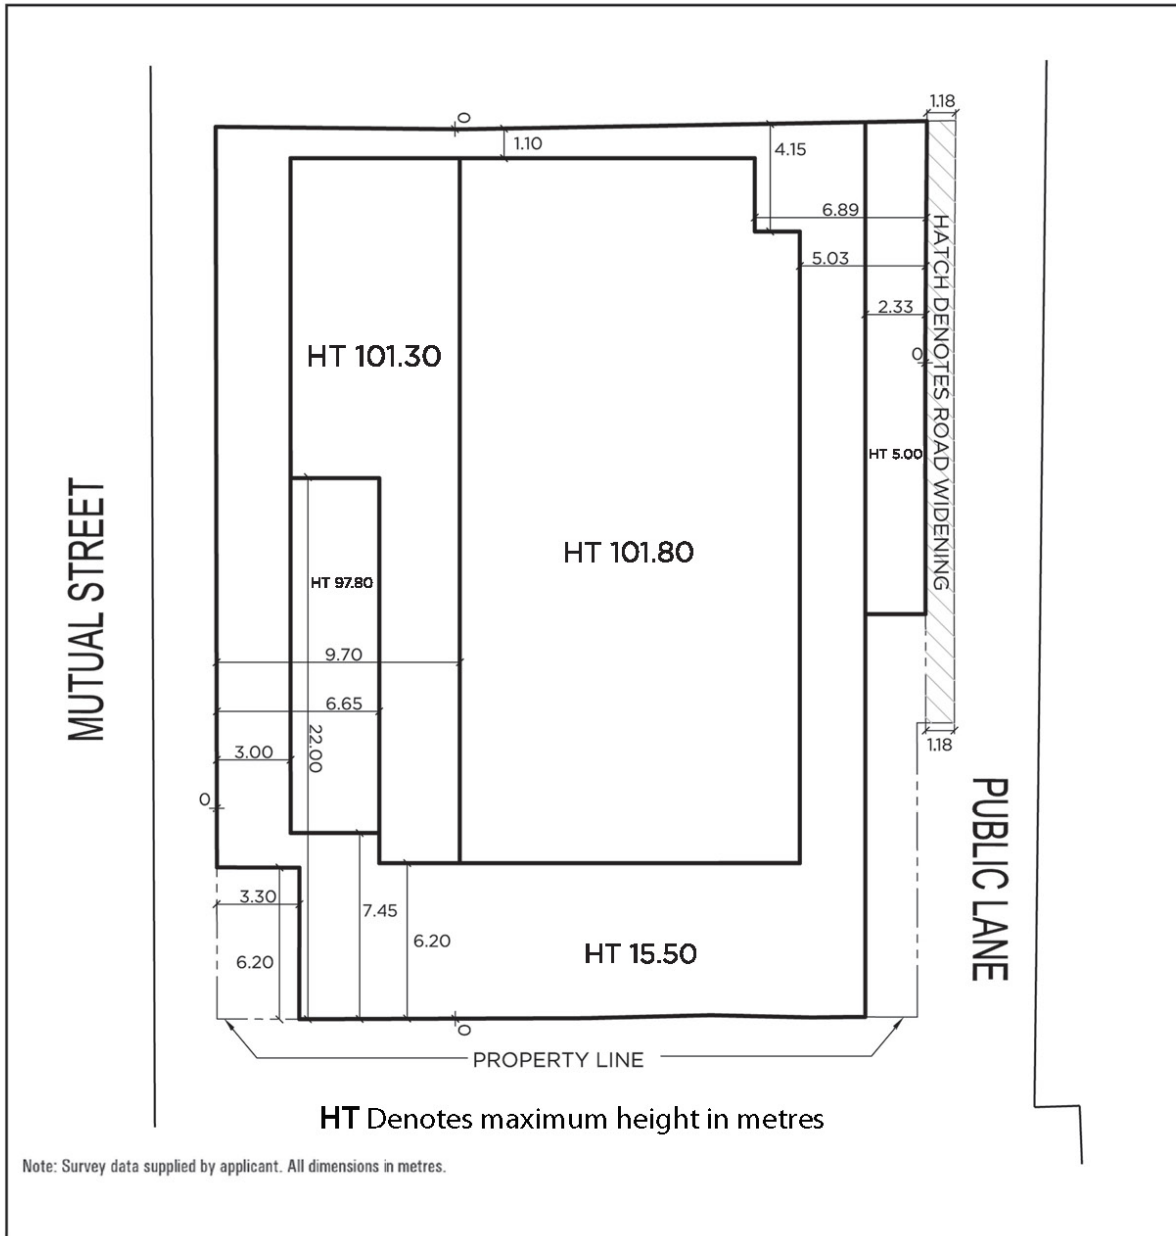 1.18
0
1.10
4.15
6.89
5.03
2.33
0
HATCH DENOTES ROAD WIDENING
HT 101.30
HT 5.00
HT 101.80
HT 97.80
MUTUAL STREET
9.70
6.65
22.00
3.00
1.18
0
PUBLIC LANE
3.30
7.45
6.20
6.20
HT 15.50
0
PROPERTY LINE
HT Denotes maximum height in metres
Note: Survey data supplied by applicant. All dimensions in metres.